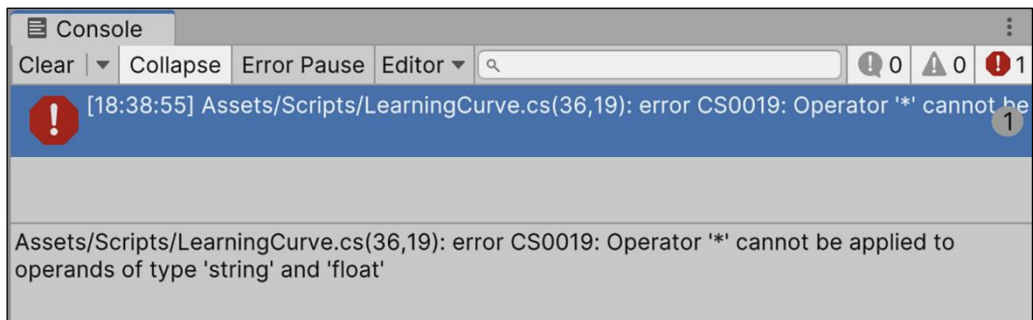 Console
Clear Collapse Error Pause Editor 0 0 1
[18:38:55] Assets/Scripts/LearningCurve.cs(36,19): error CS0019: Operator '*' cannot be
1
Assets/Scripts/LearningCurve.cs(36,19): error CS0019: Operator '*' cannot be applied to
operands of type 'string' and 'float'